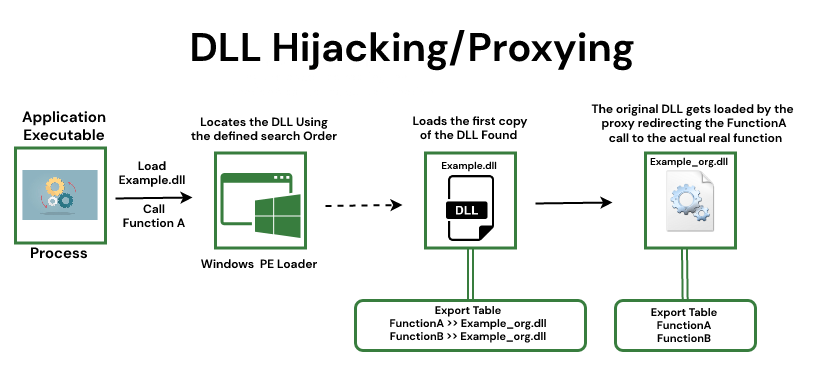 DLL Hijacking/Proxying
Application
Executable
Process
Load
Example.dll
Call
Function A
Locates the DLL Using
the defined search Order
Windows PE Loader
Loads the first copy
of the DLL Found
Example.dll
DLL
Export Table
FunctionA >> Example_org.dll
FunctionB >> Example_org.dll
The original DLL gets loaded by the
proxy redirecting the FunctionA
call to the actual real function
Example_org.dll
Export Table
FunctionA
FunctionB